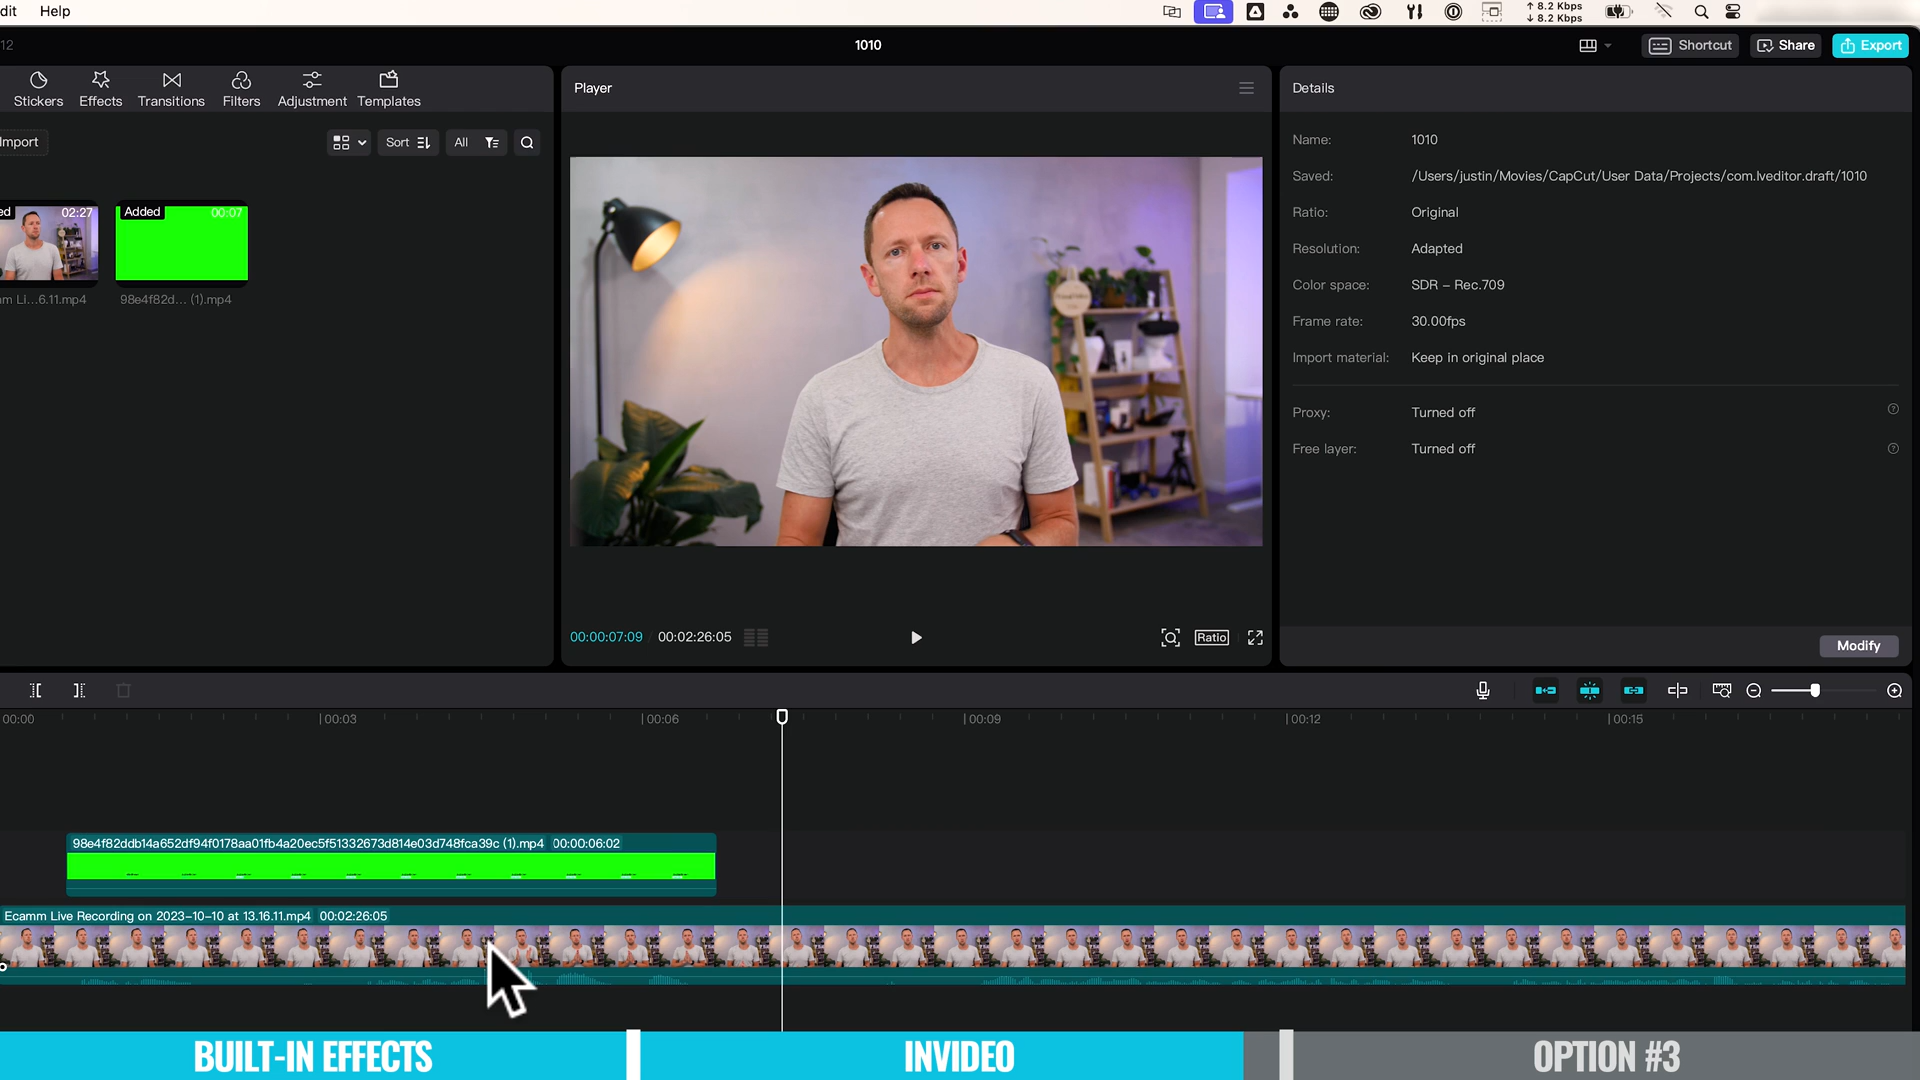 dit Help
↑ 8.2 Kbps
↓ 8.2 Kbps
12
1010
Shortcut
Share
Export
Stickers
Effects
Transitions
Filters
Adjustment
Templates
Import
Sort
All
ed
02:27
Added
00:07
m Li...6.11.mp4
98e4f82d... (1).mp4
Player
00:00:07:09 / 00:02:26:05
Ratio
Details
Name: 1010
Saved: /Users/justin/Movies/CapCut/User Data/Projects/com.lveditor.draft/1010
Ratio: Original
Resolution: Adapted
Color space: SDR – Rec.709
Frame rate: 30.00fps
Import material: Keep in original place
Proxy: Turned off
Free layer: Turned off
Modify
00:00
00:03
00:06
00:09
00:12
00:15
98e4f82ddb14a652df94f0178aa01fb4a20ec5f51332673d814e03d748fca39c (1).mp4 00:00:06:02
Ecamm Live Recording on 2023-10-10 at 13.16.11.mp4 00:02:26:05
BUILT-IN EFFECTS
INVIDEO
OPTION #3